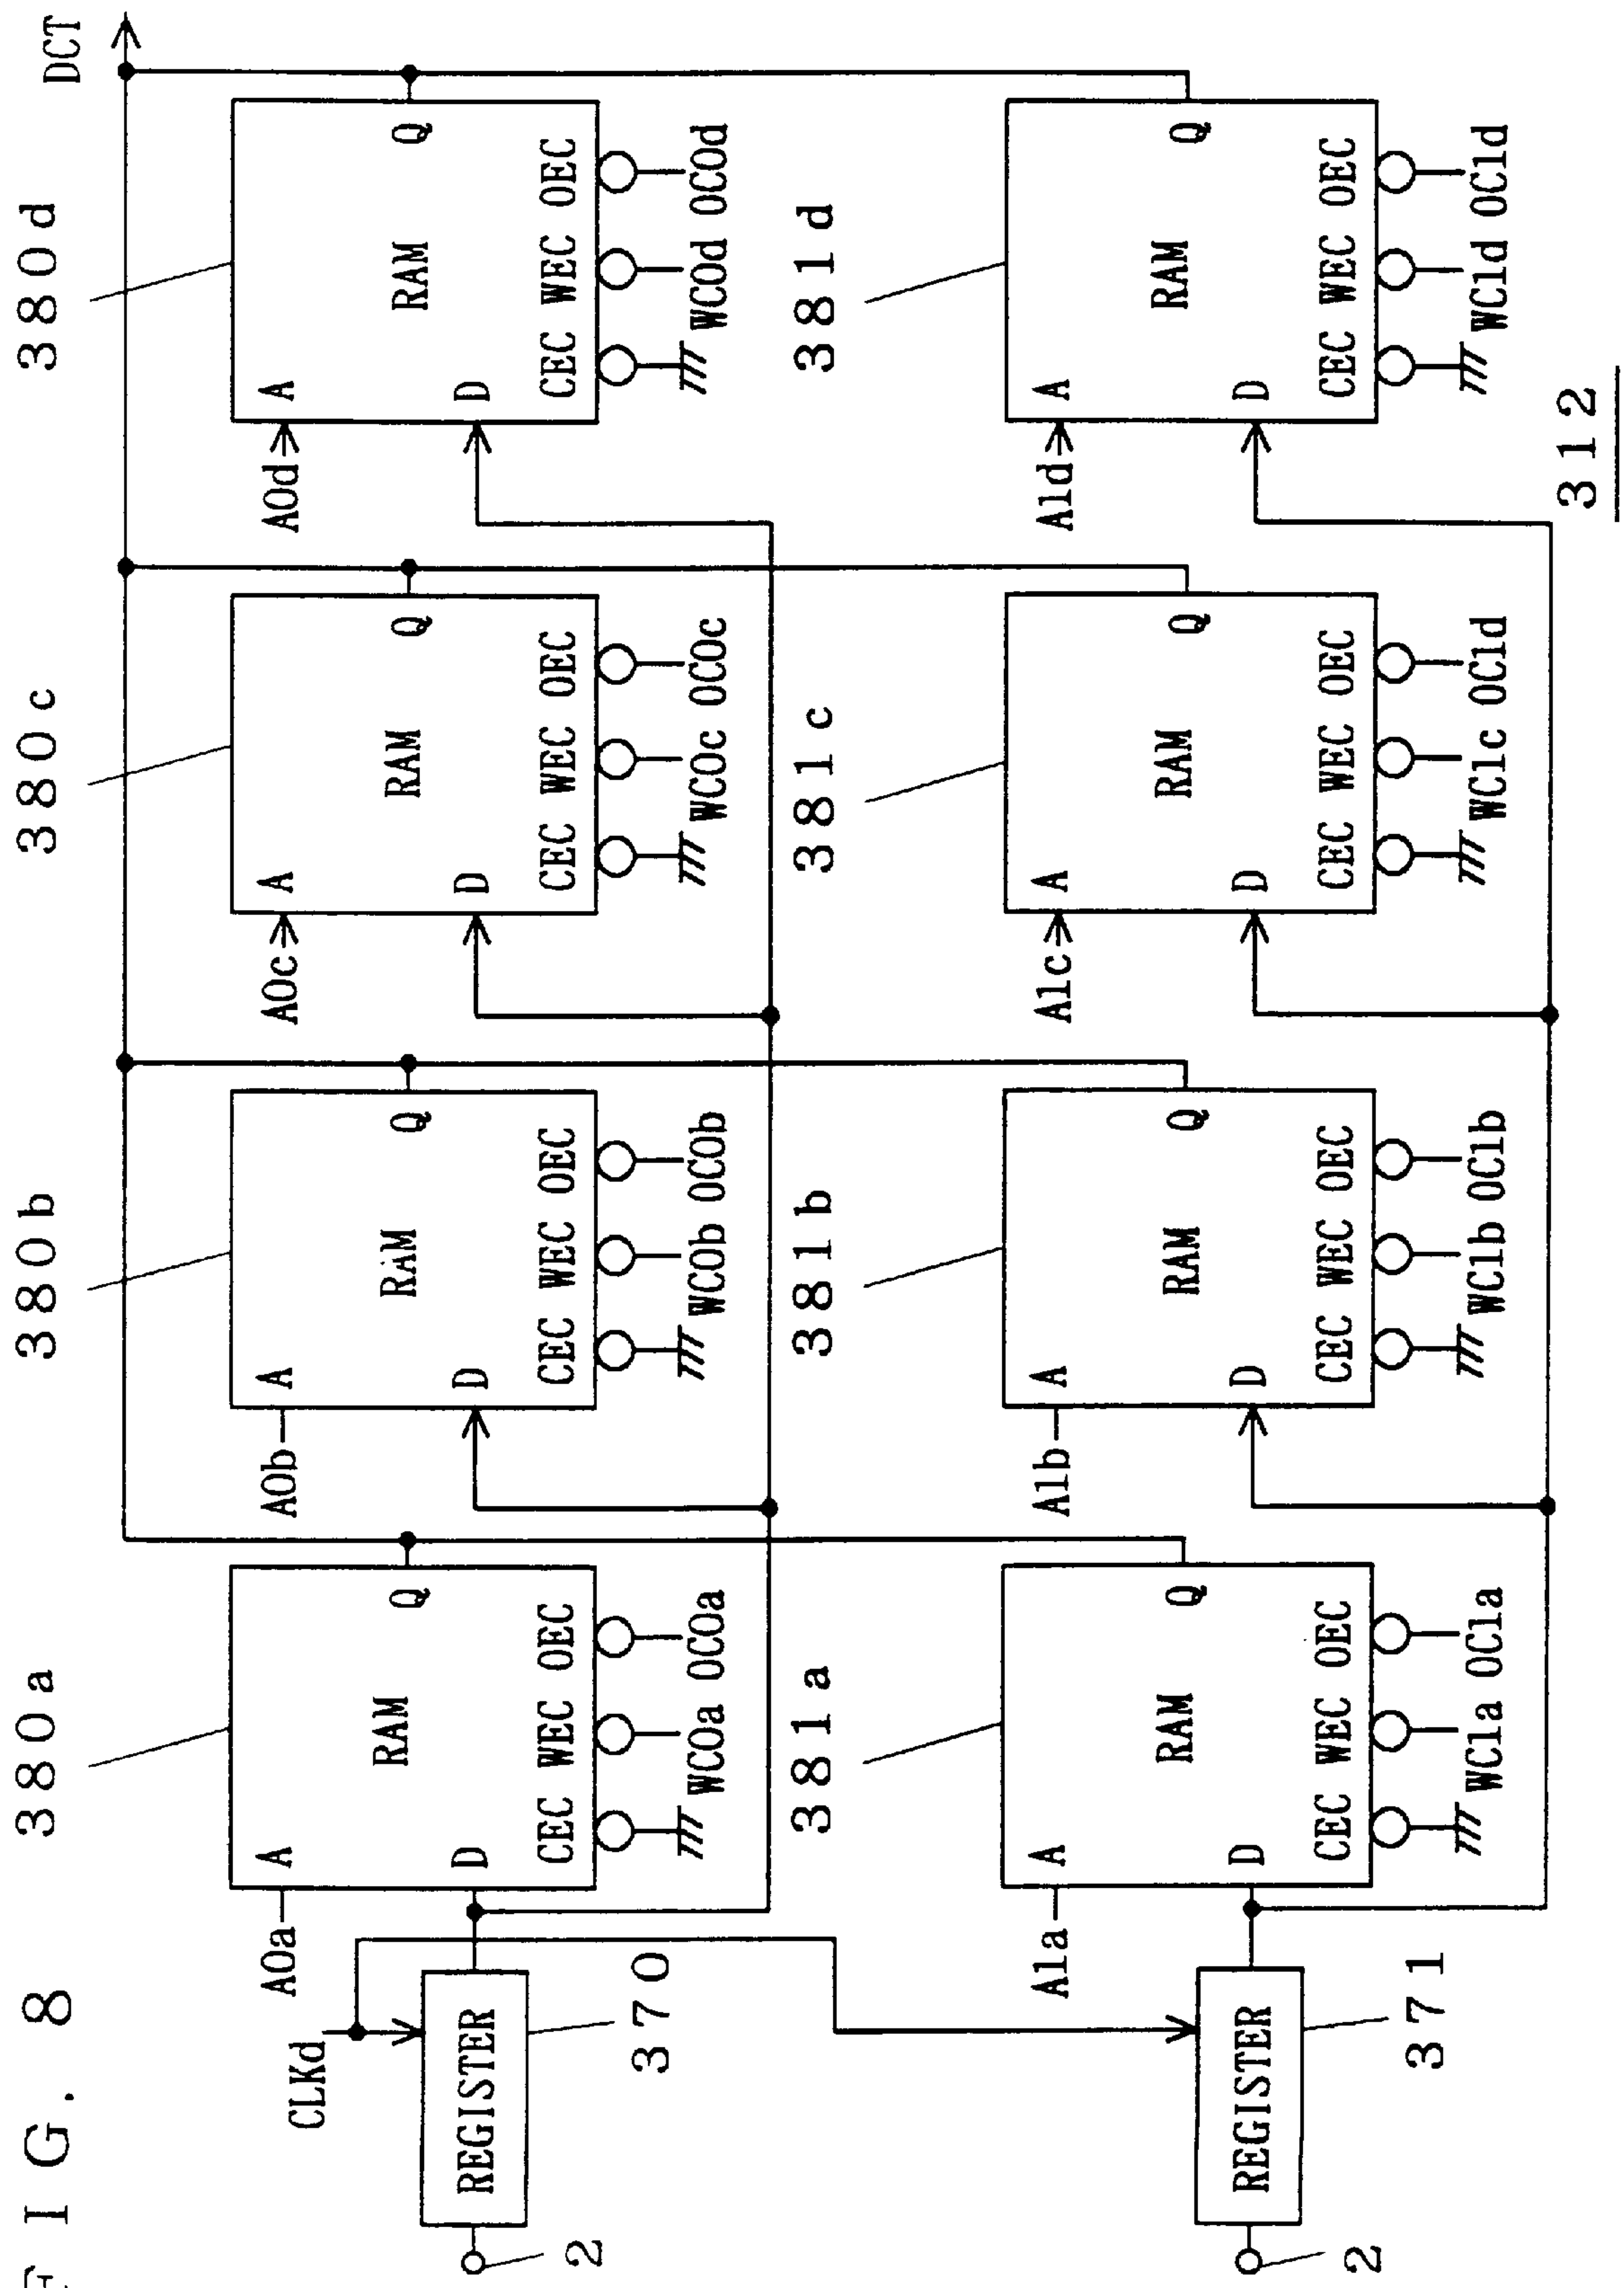 FIG. 8
DCT
380a
380b
380c
380d
CLKd
A0a
A
RAM
Q
D
CEC WEC OEC
WC0a OC0a
A0b
A
RAM
Q
D
CEC WEC OEC
WC0b OC0b
A0c
A
RAM
Q
D
CEC WEC OEC
WC0c OC0c
A0d
A
RAM
Q
D
CEC WEC OEC
WC0d OC0d
2
REGISTER
370
381a
381b
381c
381d
A1a
A
RAM
Q
D
CEC WEC OEC
WC1a OC1a
A1b
A
RAM
Q
D
CEC WEC OEC
WC1b OC1b
A1c
A
RAM
Q
D
CEC WEC OEC
WC1c OC1d
A1d
A
RAM
Q
D
CEC WEC OEC
WC1d OC1d
2
REGISTER
371
312